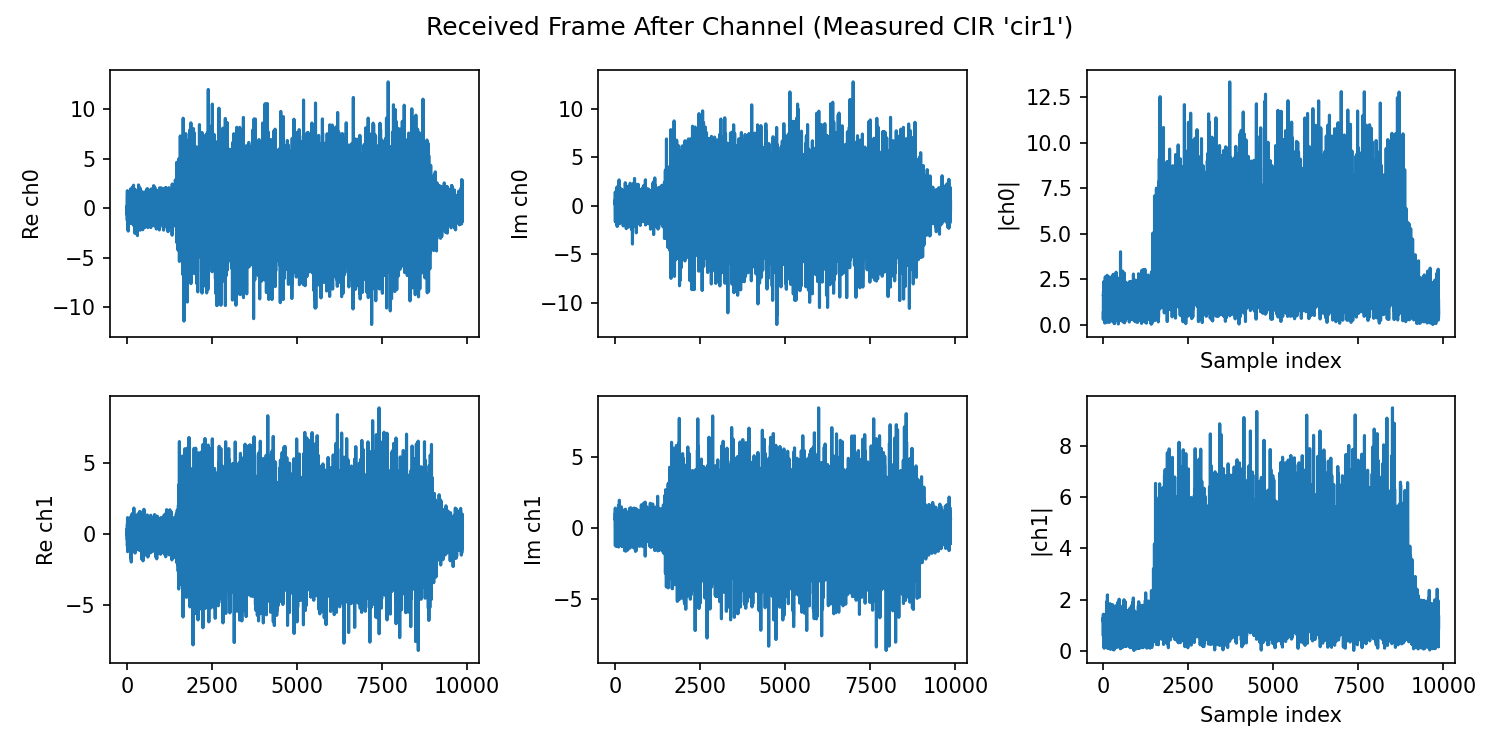 Received Frame After Channel (Measured CIR 'cir1')
Re ch0
10
5
0
−5
−10
Im ch0
10
5
0
−5
−10
|ch0|
12.5
10.0
7.5
5.0
2.5
0.0
Sample index
Re ch1
5
0
−5
0 2500 5000 7500 10000
Im ch1
5
0
−5
0 2500 5000 7500 10000
|ch1|
8
6
4
2
0
0 2500 5000 7500 10000
Sample index